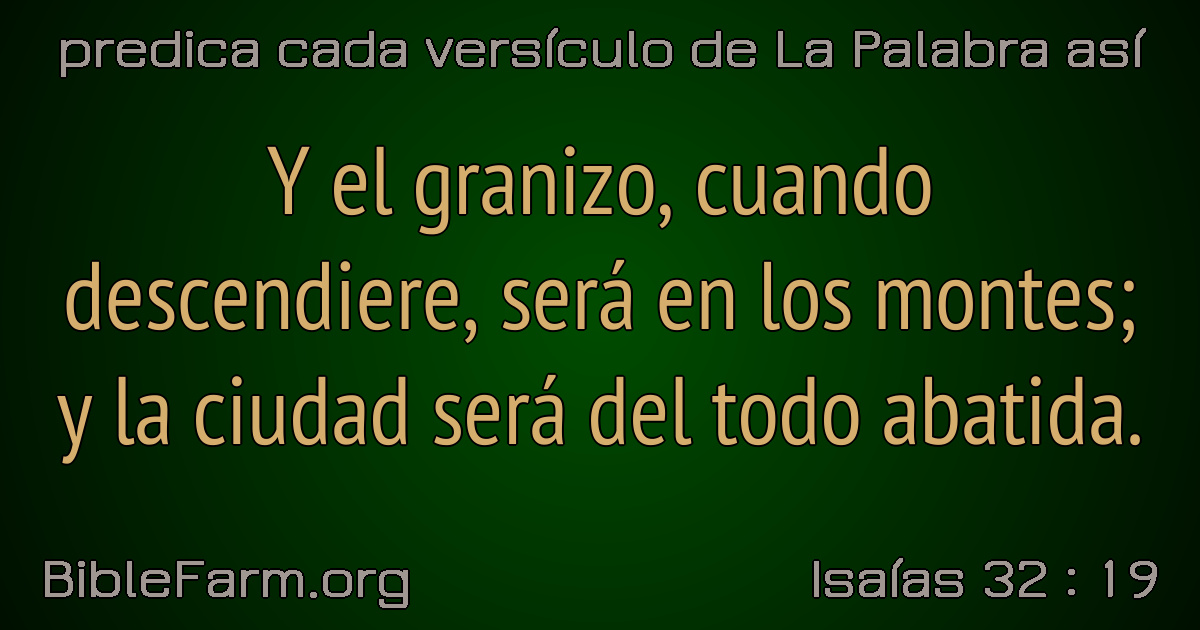 predica cada versículo de La Palabra así
Y el granizo, cuando
descendiere, será en los montes;
y la ciudad será del todo abatida.
BibleFarm.org
Isaías 32 : 19